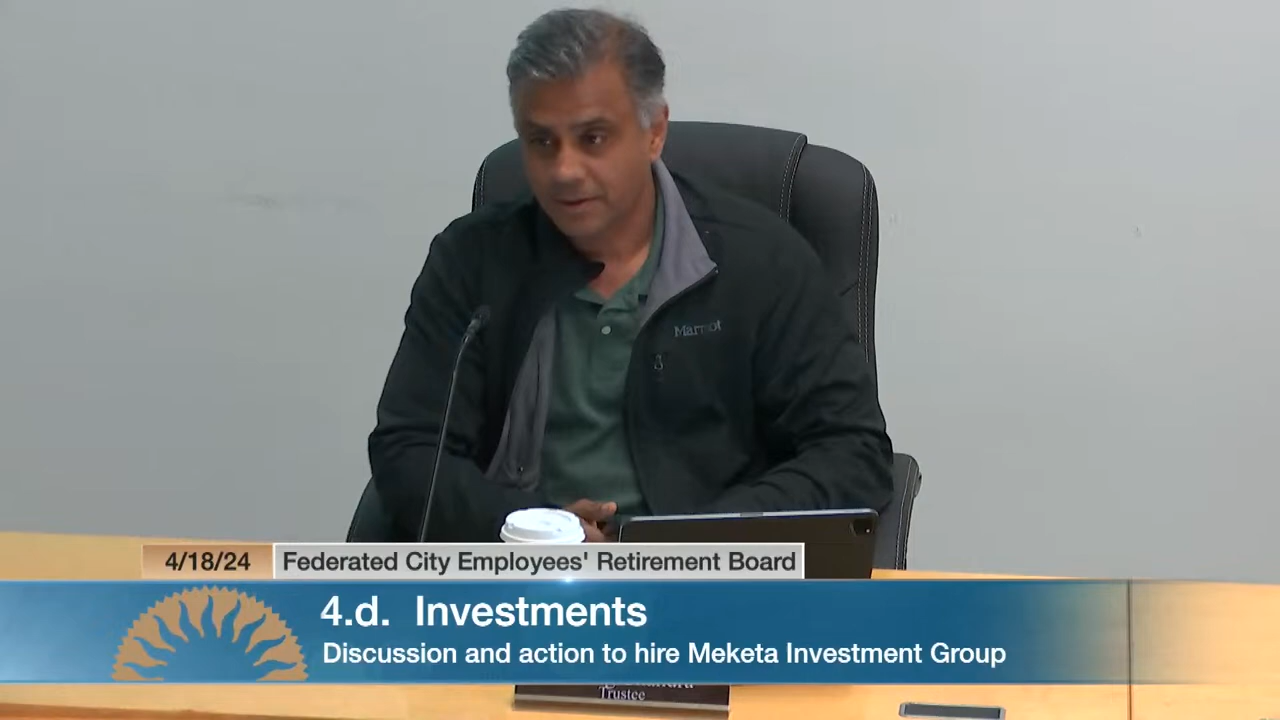 Marmot
4/18/24
Federated City Employees' Retirement Board
4.d. Investments
Discussion and action to hire Meketa Investment Group
Trustee